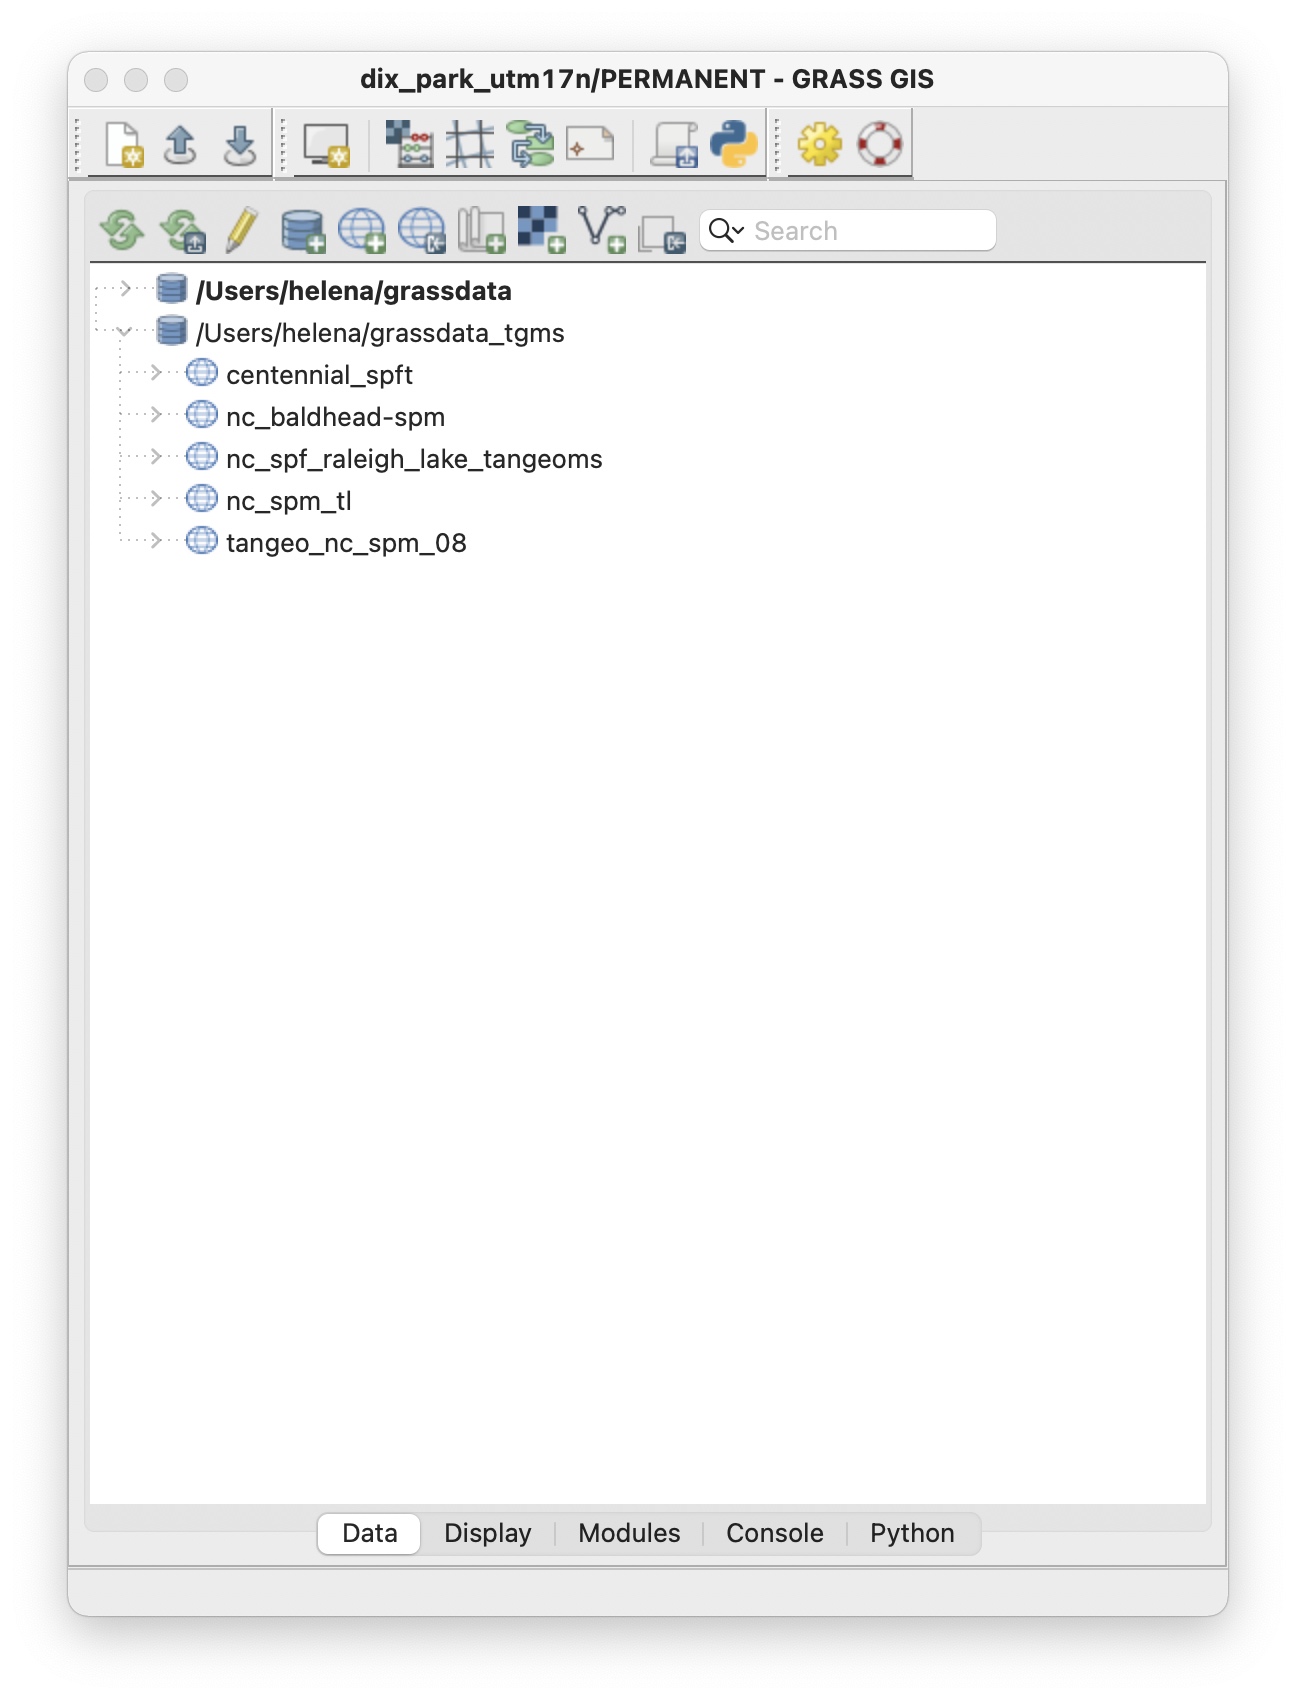 dix_park_utm17n/PERMANENT - GRASS GIS
Search
/Users/helena/grassdata
/Users/helena/grassdata_tgms
centennial_spft
nc_baldhead-spm
nc_spf_raleigh_lake_tangeoms
nc_spm_tl
tangeo_nc_spm_08
Data Display Modules Console Python